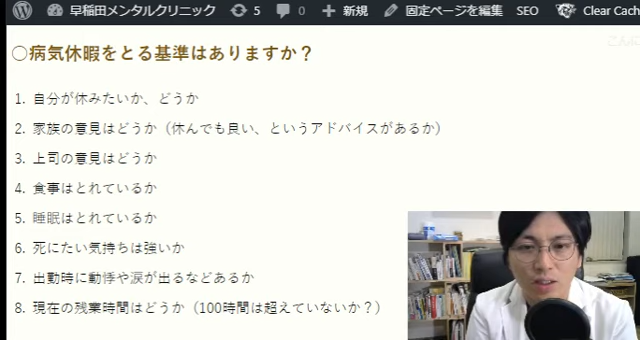 早稲田メンタルクリニック 5 0 新規 固定ページを編集 SEO Clear Cach
○病気休暇をとる基準はありますか？
1. 自分が休みたいか、どうか
2. 家族の意見はどうか（休んでも良い、というアドバイスがあるか）
3. 上司の意見はどうか
4. 食事はとれているか
5. 睡眠はとれているか
6. 死にたい気持ちは強いか
7. 出勤時に動悸や涙が出るなどあるか
8. 現在の残業時間はどうか（100時間は超えていないか？）